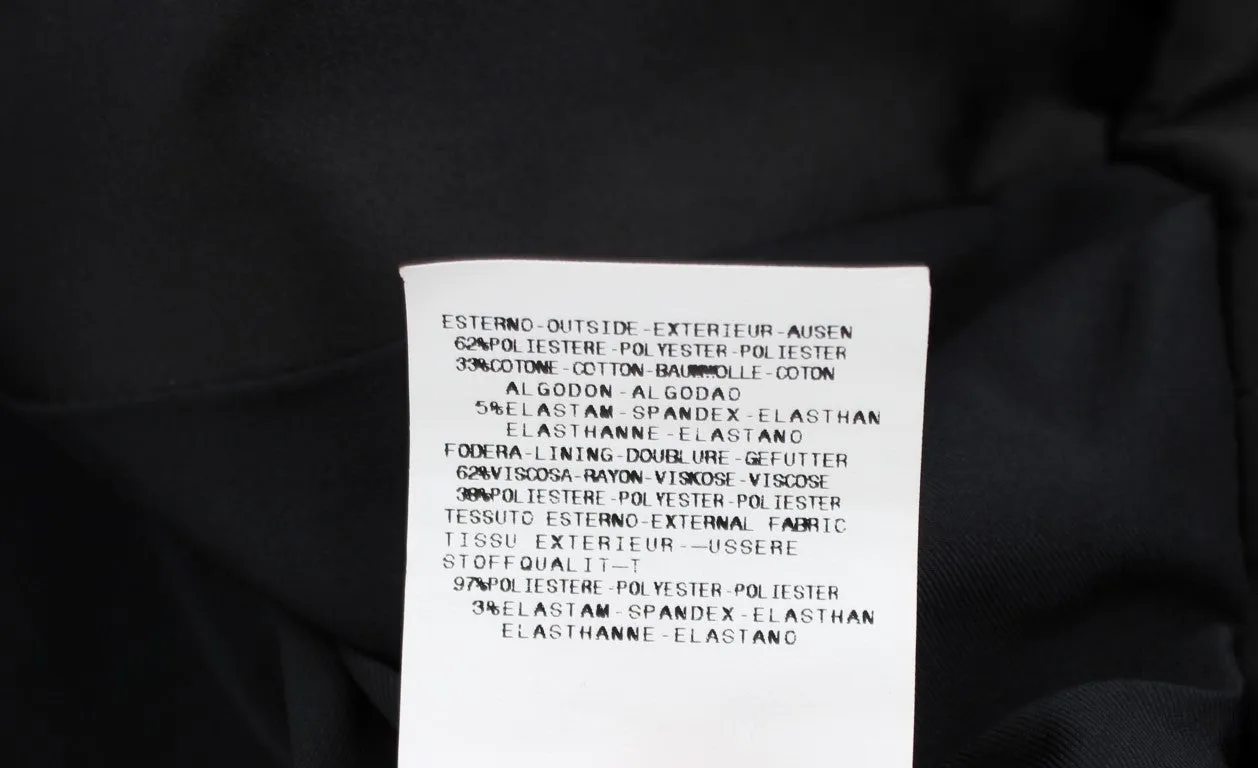 ESTERNO-OUTSIDE-EXTERIEUR-AUSEN
62%POLIESTERE-POLYESTER-POLIESTER
33%COTONE-COTTON-BAUMWOLLE-COTON
ALGODON-ALGODAO
5%ELASTAM-SPANDEX-ELASTHAN
ELASTHANNE-ELASTANO
FODERA-LINING-DOUBLURE-GEFUTTER
62%VISCOSA-RAYON-VISKOSE-VISCOSE
38%POLIESTERE-POLYESTER-POLIESTER
TESSUTO ESTERNO-EXTERNAL FABRIC
TISSU EXTERIEUR-—USSERE
STOFFQUALIT—T
97%POLIESTERE-POLYESTER-POLIESTER
3%ELASTAM-SPANDEX-ELASTHAN
ELASTHANNE-ELASTANO